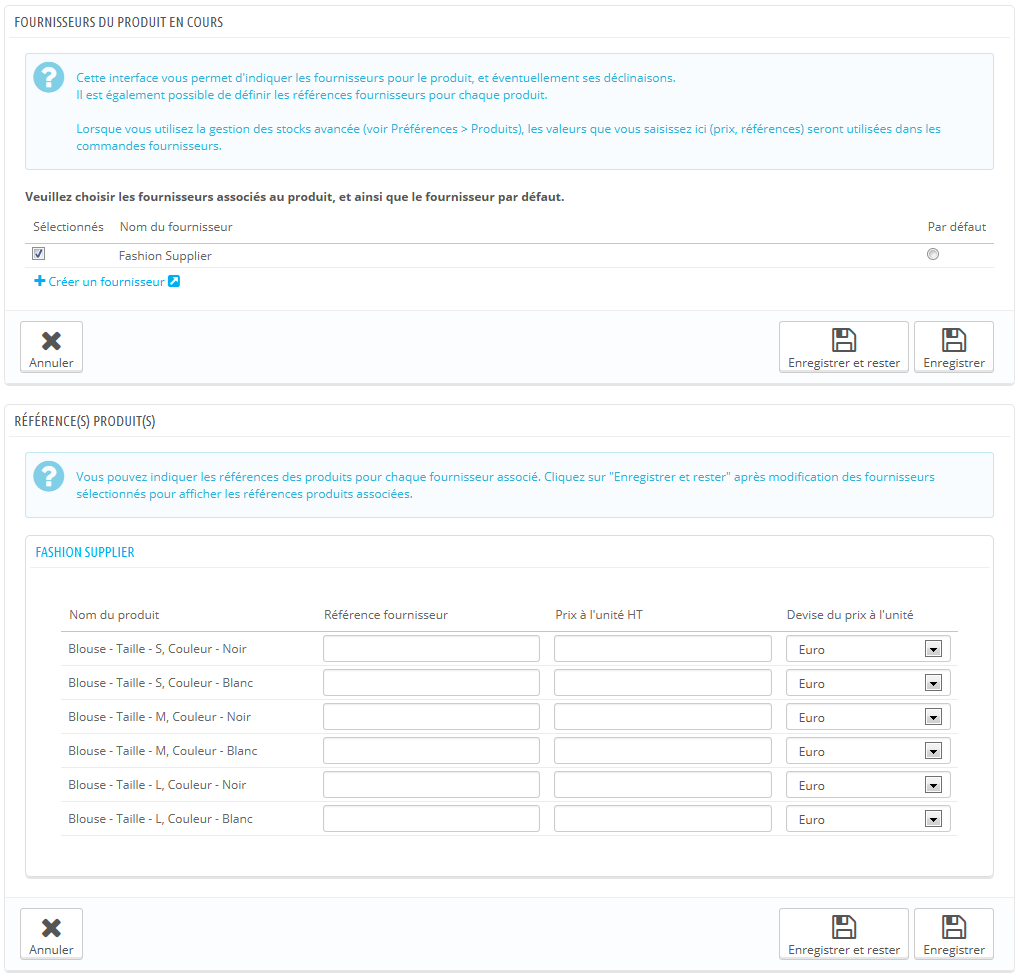 FOURNISSEURS DU PRODUIT EN COURS
?
Cette interface vous permet d'indiquer les fournisseurs pour le produit, et éventuellement ses déclinaisons.
Il est également possible de définir les références fournisseurs pour chaque produit.
Lorsque vous utilisez la gestion des stocks avancée (voir Préférences > Produits), les valeurs que vous saisissez ici (prix, références) seront utilisées dans les
commandes fournisseurs.
Veuillez choisir les fournisseurs associés au produit, et ainsi que le fournisseur par défaut.
Sélectionnés Nom du fournisseur Par défaut
Fashion Supplier
+ Créer un fournisseur
Annuler Enregistrer et rester Enregistrer
RÉFÉRENCE(S) PRODUIT(S)
?
Vous pouvez indiquer les références des produits pour chaque fournisseur associé. Cliquez sur "Enregistrer et rester" après modification des fournisseurs
sélectionnés pour afficher les références produits associées.
FASHION SUPPLIER
Nom du produit Référence fournisseur Prix à l'unité HT Devise du prix à l'unité
Blouse - Taille - S, Couleur - Noir Euro
Blouse - Taille - S, Couleur - Blanc Euro
Blouse - Taille - M, Couleur - Noir Euro
Blouse - Taille - M, Couleur - Blanc Euro
Blouse - Taille - L, Couleur - Noir Euro
Blouse - Taille - L, Couleur - Blanc Euro
Annuler Enregistrer et rester Enregistrer